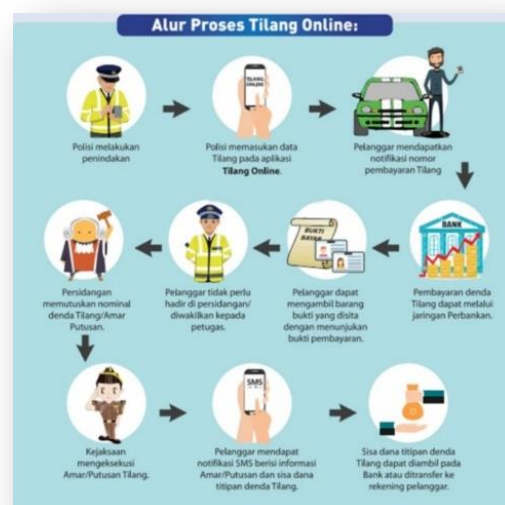 Alur Proses Tilang Online:
TILANG
ONLINE
Polisi melakukan
penindakan
Polisi memasukan data
Tilang pada aplikasi
Tilang Online.
Pelanggar mendapatkan
notifikasi nomor
pembayaran Tilang
BANK
Pembayaran denda
Tilang dapat melalui
jaringan Perbankan.
BUKTI
BAYAR
Pelanggar dapat
mengambil barang
bukti yang disita
dengan menunjukan
bukti pembayaran.
Pelanggar tidak perlu
hadir di persidangan/
diwakilkan kepada
petugas.
Persidangan
memutuskan nominal
denda Tilang/Amar
Putusan.
Kejaksaan
mengeksekusi
Amar/Putusan Tilang.
SMS
Pelanggar mendapat
notifikasi SMS berisi informasi
Amar/Putusan dan sisa dana
titipan denda Tilang.
Sisa dana titipan denda
Tilang dapat diambil pada
Bank atau ditransfer ke
rekening pelanggar.